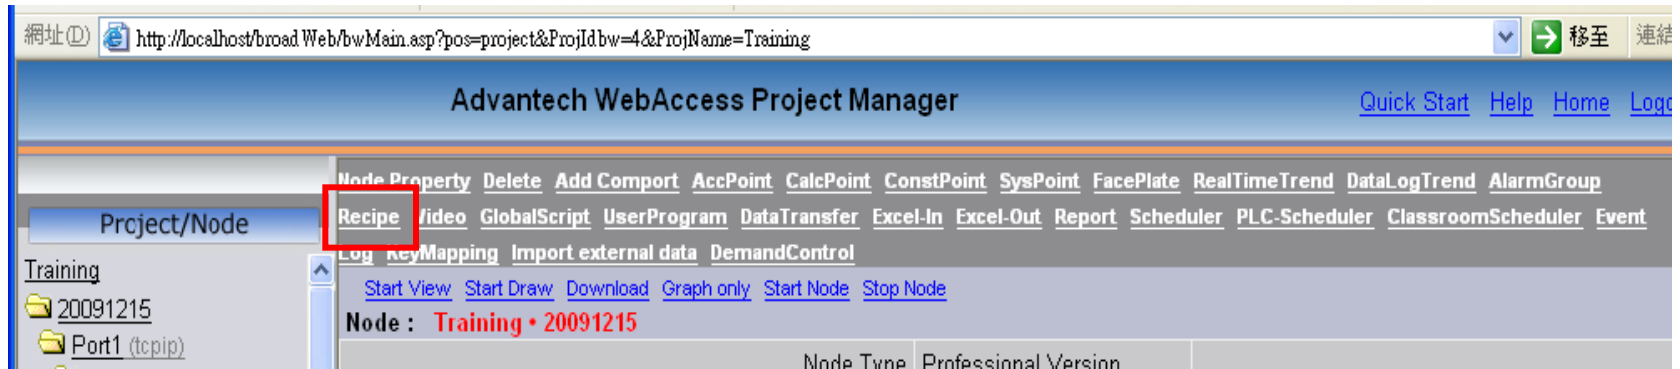 網址(D) http://localhost/broadWeb/bwMain.asp?pos=project&ProjIdbw=4&ProjName=Training 移至 連結
Advantech WebAccess Project Manager Quick Start Help Home
Node Property Delete Add Comport AccPoint CalcPoint ConstPoint SysPoint FacePlate RealTimeTrend DataLogTrend AlarmGroup
Project/Node Recipe Video GlobalScript UserProgram DataTransfer Excel-In Excel-Out Report Scheduler PLC-Scheduler ClassroomScheduler Event
Log KeyMapping Import external data DemandControl
Training
Start View Start Draw Download Graph only Start Node Stop Node
20091215
Node : Training • 20091215
Port1 (tcpip)
Node Type Professional Version